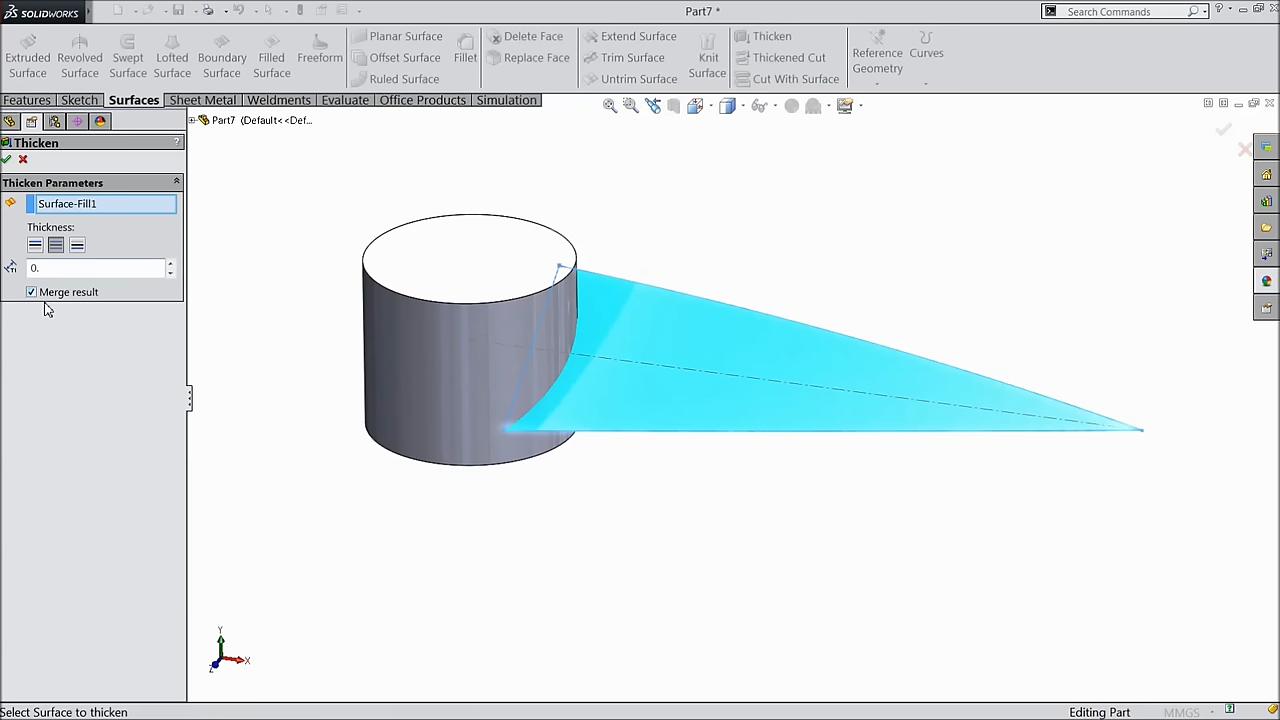 SOLIDWORKS
Part7 *
Search Commands
?
Extruded Surface
Revolved Surface
Swept Surface
Lofted Surface
Boundary Surface
Filled Surface
Freeform
Planar Surface
Offset Surface
Ruled Surface
Fillet
Delete Face
Replace Face
Extend Surface
Trim Surface
Untrim Surface
Knit Surface
Thicken
Thickened Cut
Cut With Surface
Reference Geometry
Curves
Features
Sketch
Surfaces
Sheet Metal
Weldments
Evaluate
Office Products
Simulation
Part7 (Default<<Def...
Thicken
?
Thicken Parameters
Surface-Fill1
Thickness:
0.
Merge result
Y
X
Z
Select Surface to thicken
Editing Part
MMGS
?